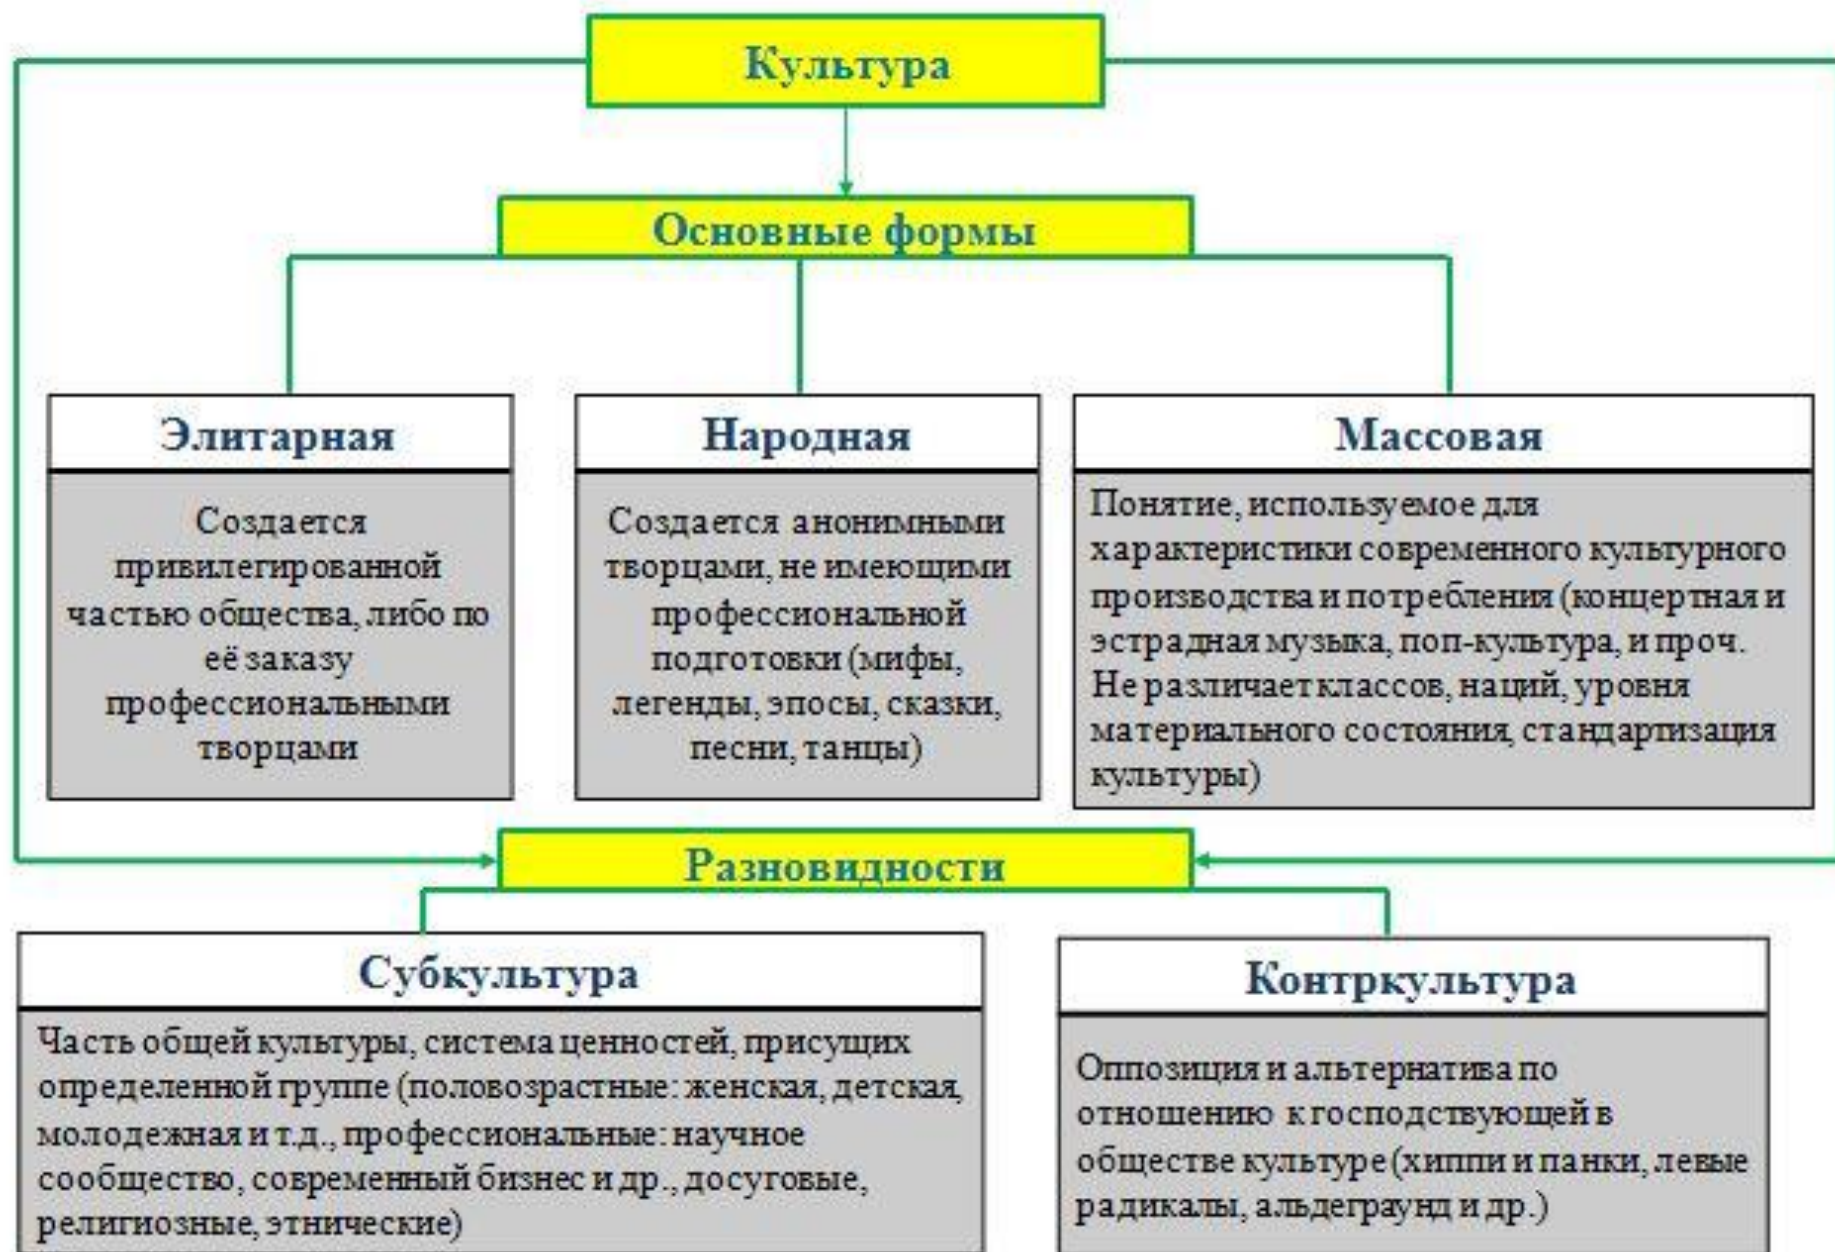 Культура
Основные формы
Элитарная
Создается
привилегированной
частью общества, либо по
её заказу
профессиональными
творцами
Народная
Создается анонимными
творцами, не имеющими
профессиональной
подготовки (мифы,
легенды, эпосы, сказки,
песни, танцы)
Массовая
Понятие, используемое для
характеристики современного культурного
производства и потребления (концертная и
эстрадная музыка, поп-культура, и проч.
Не различает классов, наций, уровня
материального состояния, стандартизация
культуры)
Разновидности
Субкультура
Часть общей культуры, система ценностей, присущих
определенной группе (половозрастные: женская, детская,
молодежная и т.д., профессиональные: научное
сообщество, современный бизнес и др., досуговые,
религиозные, этнические)
Контркультура
Оппозиция и альтернатива по
отношению к господствующей в
обществе культуре (хиппи и панки, левые
радикалы, альдеграунд и др.)